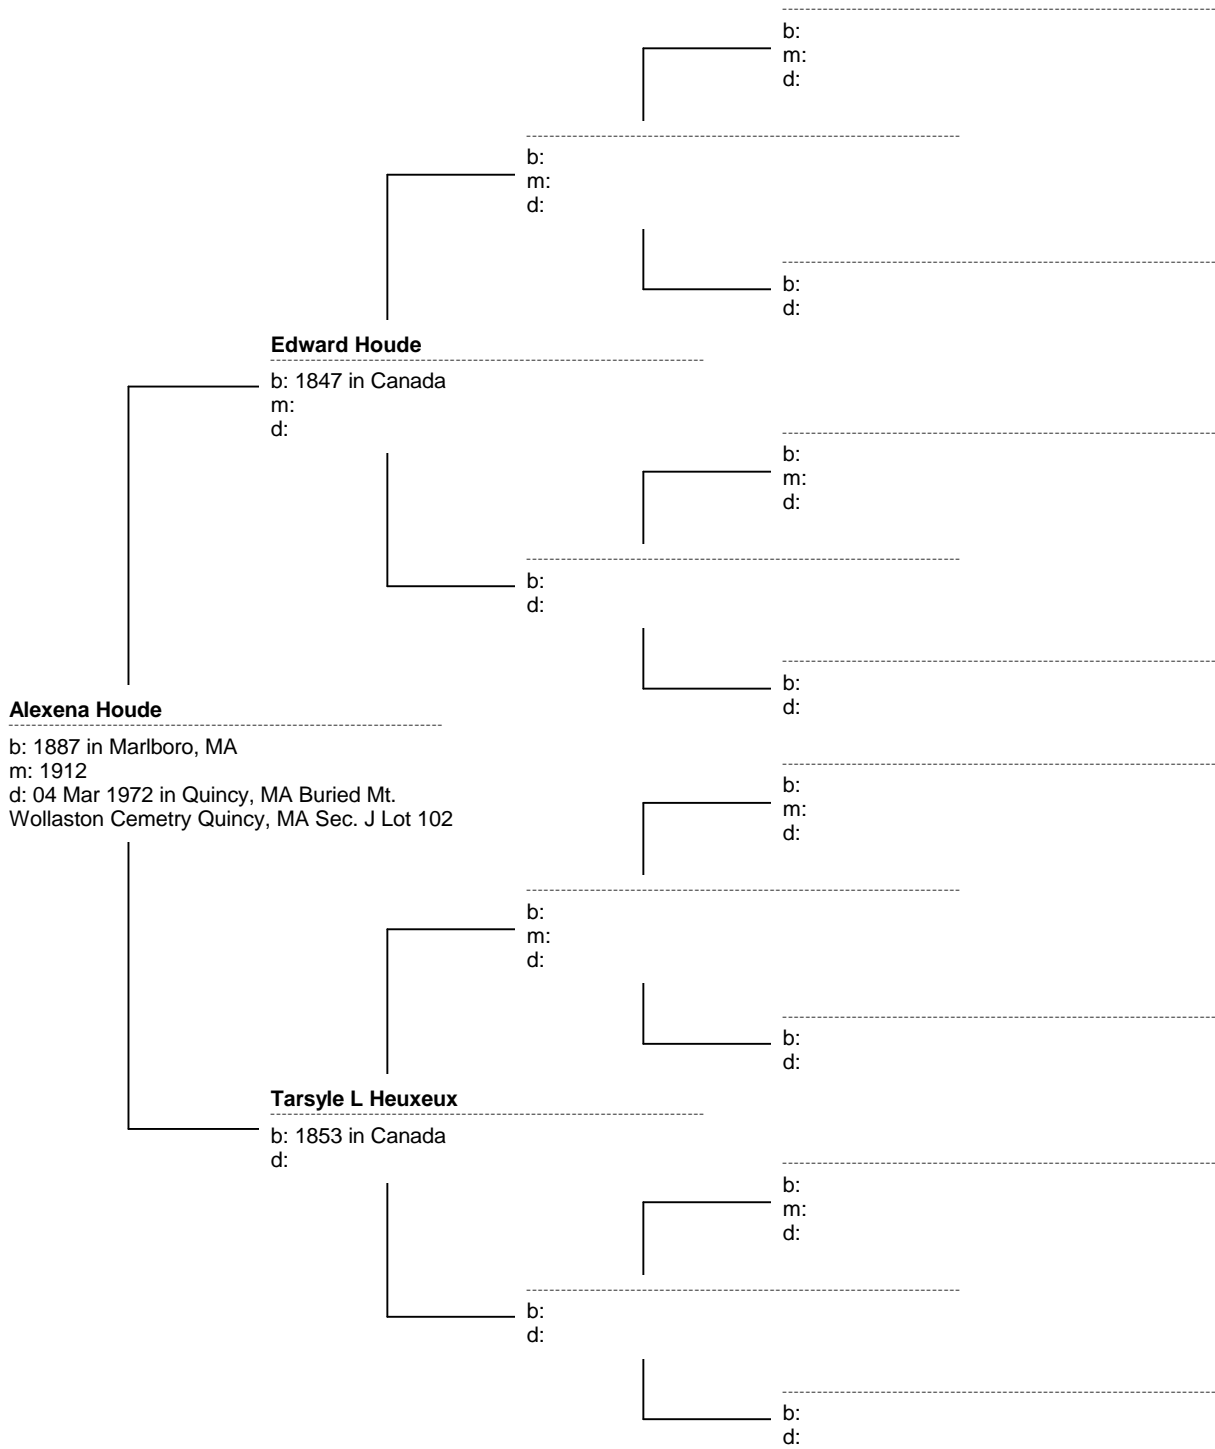 b:
m:
d:
b:
m:
d:
b:
d:
Edward Houde
b: 1847 in Canada
m:
d:
b:
m:
d:
b:
d:
b:
d:
Alexena Houde
b: 1887 in Marlboro, MA
m: 1912
d: 04 Mar 1972 in Quincy, MA Buried Mt.
Wollaston Cemetry Quincy, MA Sec. J Lot 102
b:
m:
d:
b:
m:
d:
b:
d:
Tarsyle L Heuxeux
b: 1853 in Canada
d:
b:
m:
d:
b:
d:
b:
d: